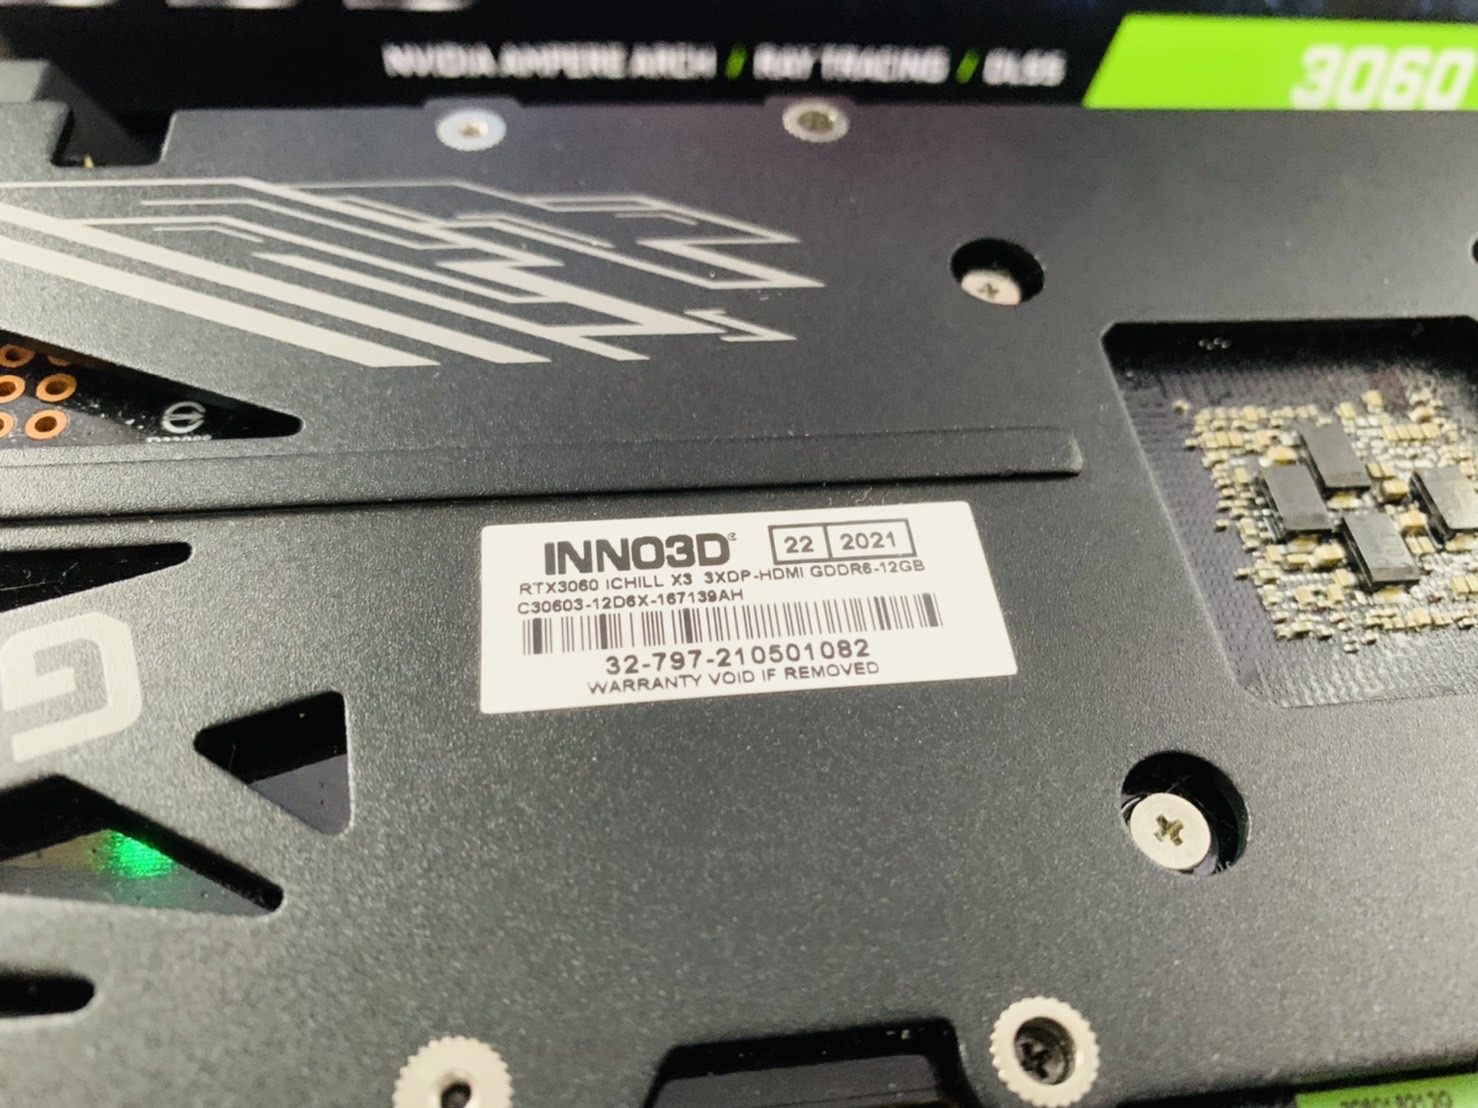 NVIDIA AMPERE ARCH / RAY TRACING / DLSS
3060
INNO3D 22 2021
RTX3060 ICHILL X3 3XDP-HDMI GDDR6-12GB
C30603-12D6X-167139AH
32-797-210501082
WARRANTY VOID IF REMOVED
G